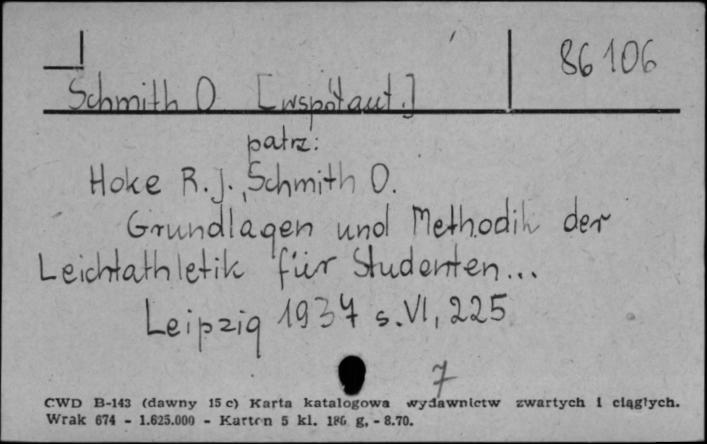 86106
Schmith O. [współaut.]
patrz:
Hoke R.J., Schmith O.
Grundlagen und Methodik der
Leichtathletik für Studenten...
Leipzig 1937 s. VI, 225
7
CWD B-143 (dawny 15 c) Karta katalogowa wydawnictw zwartych i ciągłych.
Wrak 674 - 1.625.000 - Karton 5 kl. 180 g. - 8.70.